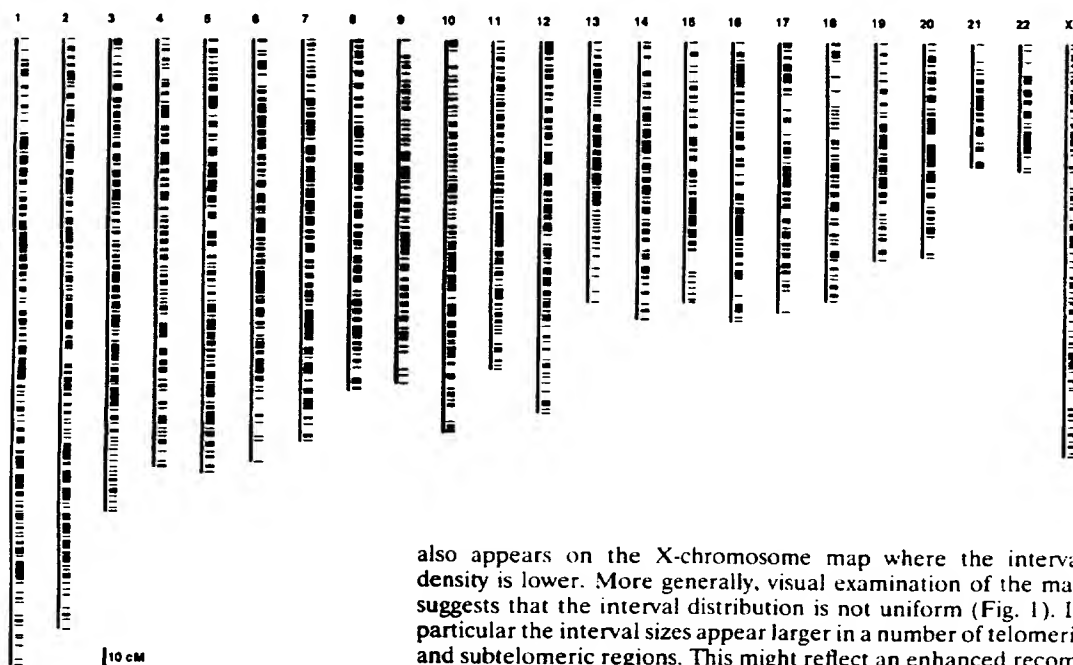 1 2 3 4 5 6 7 8 9 10 11 12 13 14 15 16 17 18 19 20 21 22 X
10 cM
also appears on the X-chromosome map where the interva
density is lower. More generally, visual examination of the ma
suggests that the interval distribution is not uniform (Fig. 1). I
particular the interval sizes appear larger in a number of telomeri
and subtelomeric regions. This might reflect an enhanced recom